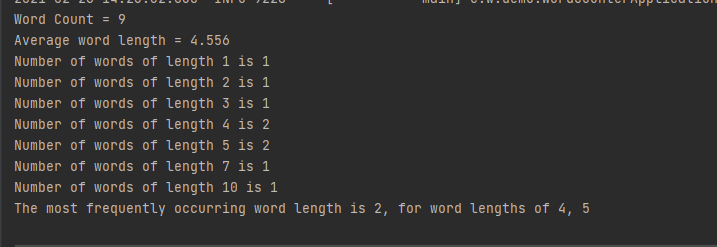 Word Count = 9
Average word length = 4.556
Number of words of length 1 is 1
Number of words of length 2 is 1
Number of words of length 3 is 1
Number of words of length 4 is 2
Number of words of length 5 is 2
Number of words of length 7 is 1
Number of words of length 10 is 1
The most frequently occurring word length is 2, for word lengths of 4, 5